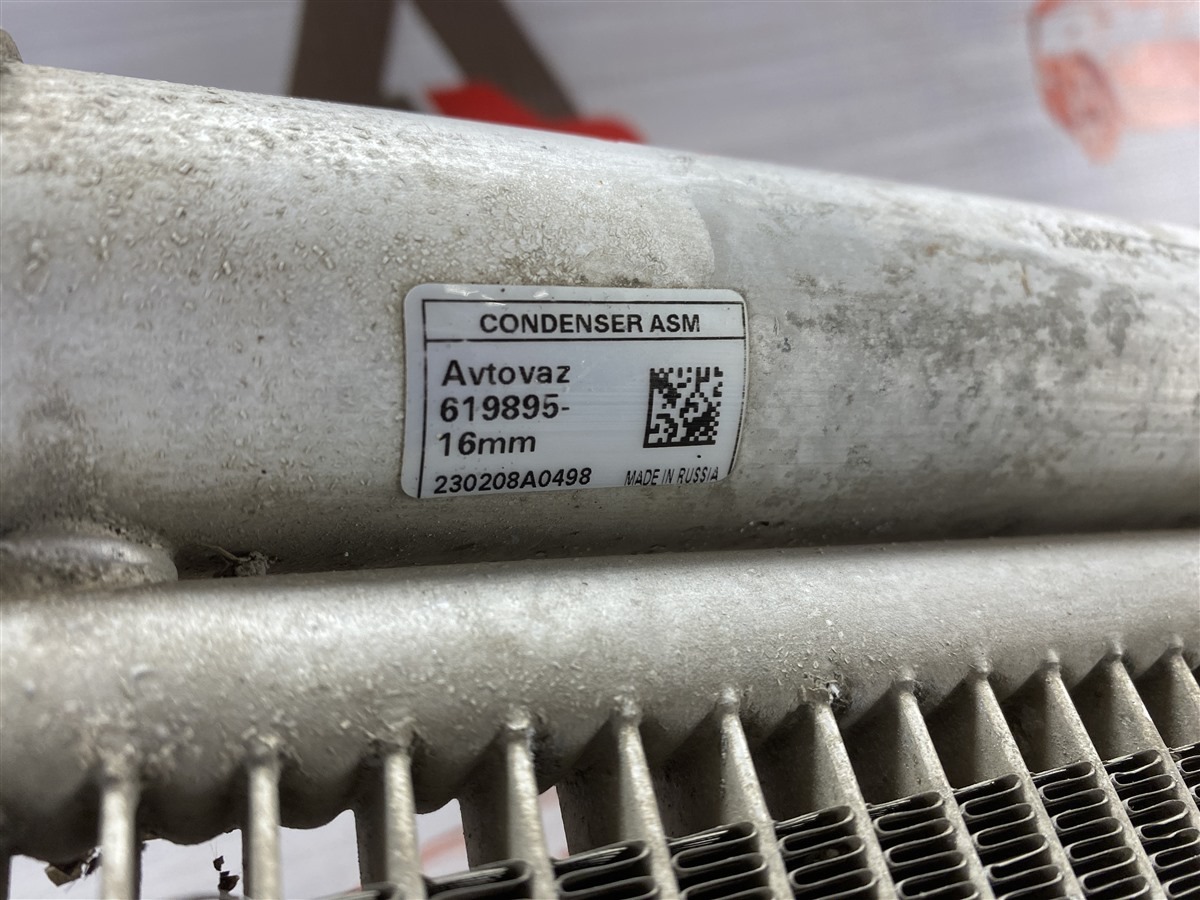 CONDENSER ASM
Avtovaz
619895-
16mm
230208A0498 MADE IN RUSSIA